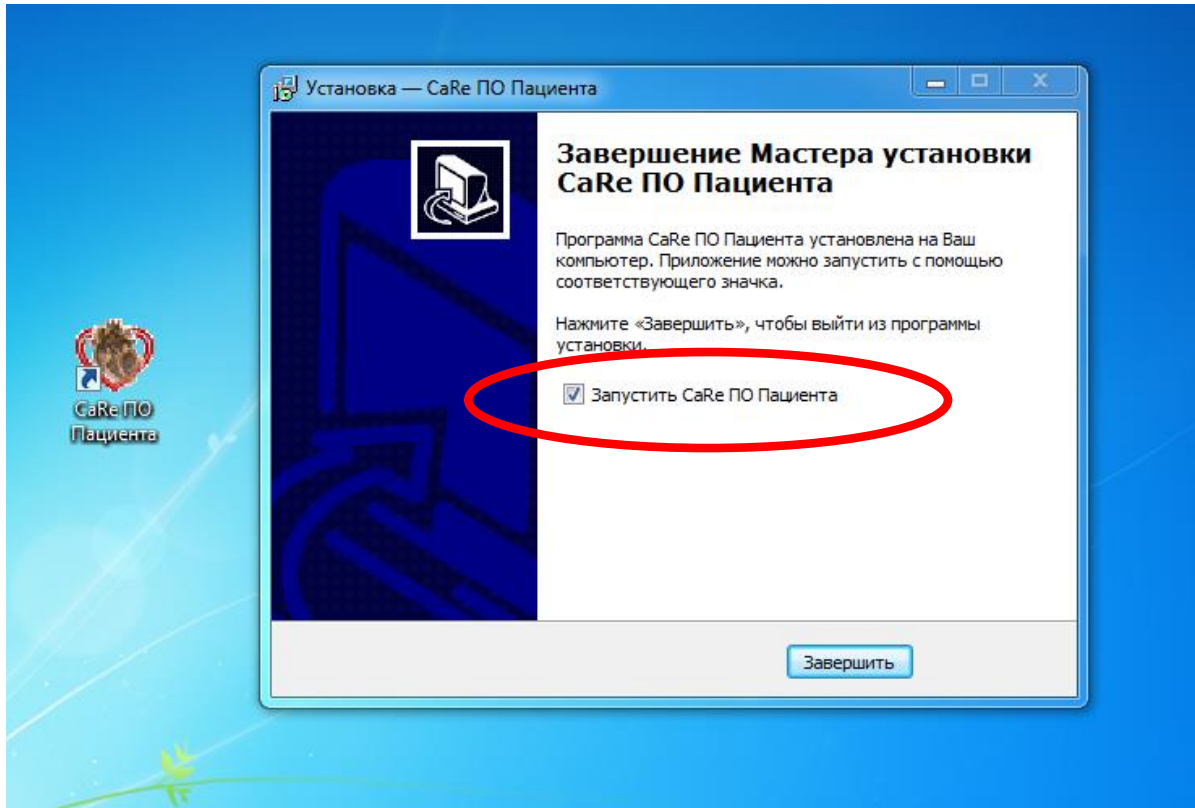 Установка — CaRe ПО Пациента
Завершение Мастера установки
CaRe ПО Пациента
Программа CaRe ПО Пациента установлена на Ваш
компьютер. Приложение можно запустить с помощью
соответствующего значка.
Нажмите «Завершить», чтобы выйти из программы
установки.
Запустить CaRe ПО Пациента
CaRe ПО
Пациента
Завершить